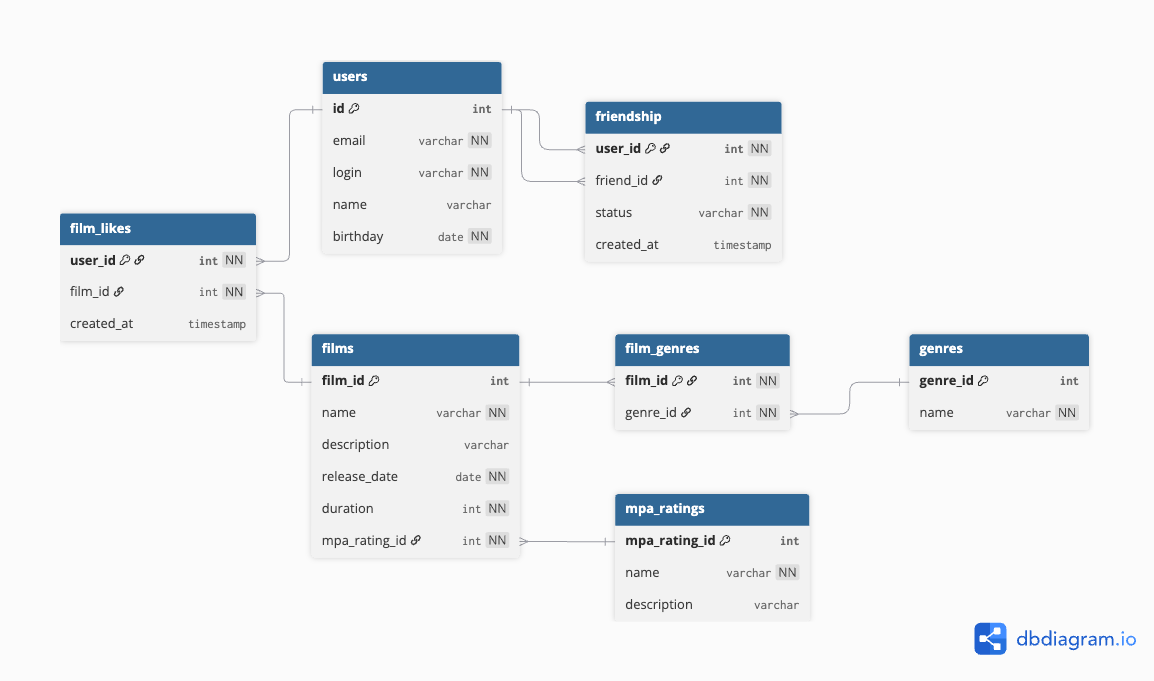 users
id int
email varchar NN
login varchar NN
name varchar
birthday date NN
friendship
user_id int NN
friend_id int NN
status varchar NN
created_at timestamp
film_likes
user_id int NN
film_id int NN
created_at timestamp
films
film_id int
name varchar NN
description varchar
release_date date NN
duration int NN
mpa_rating_id int NN
film_genres
film_id int NN
genre_id int NN
genres
genre_id int
name varchar NN
mpa_ratings
mpa_rating_id int
name varchar NN
description varchar
dbdiagram.io